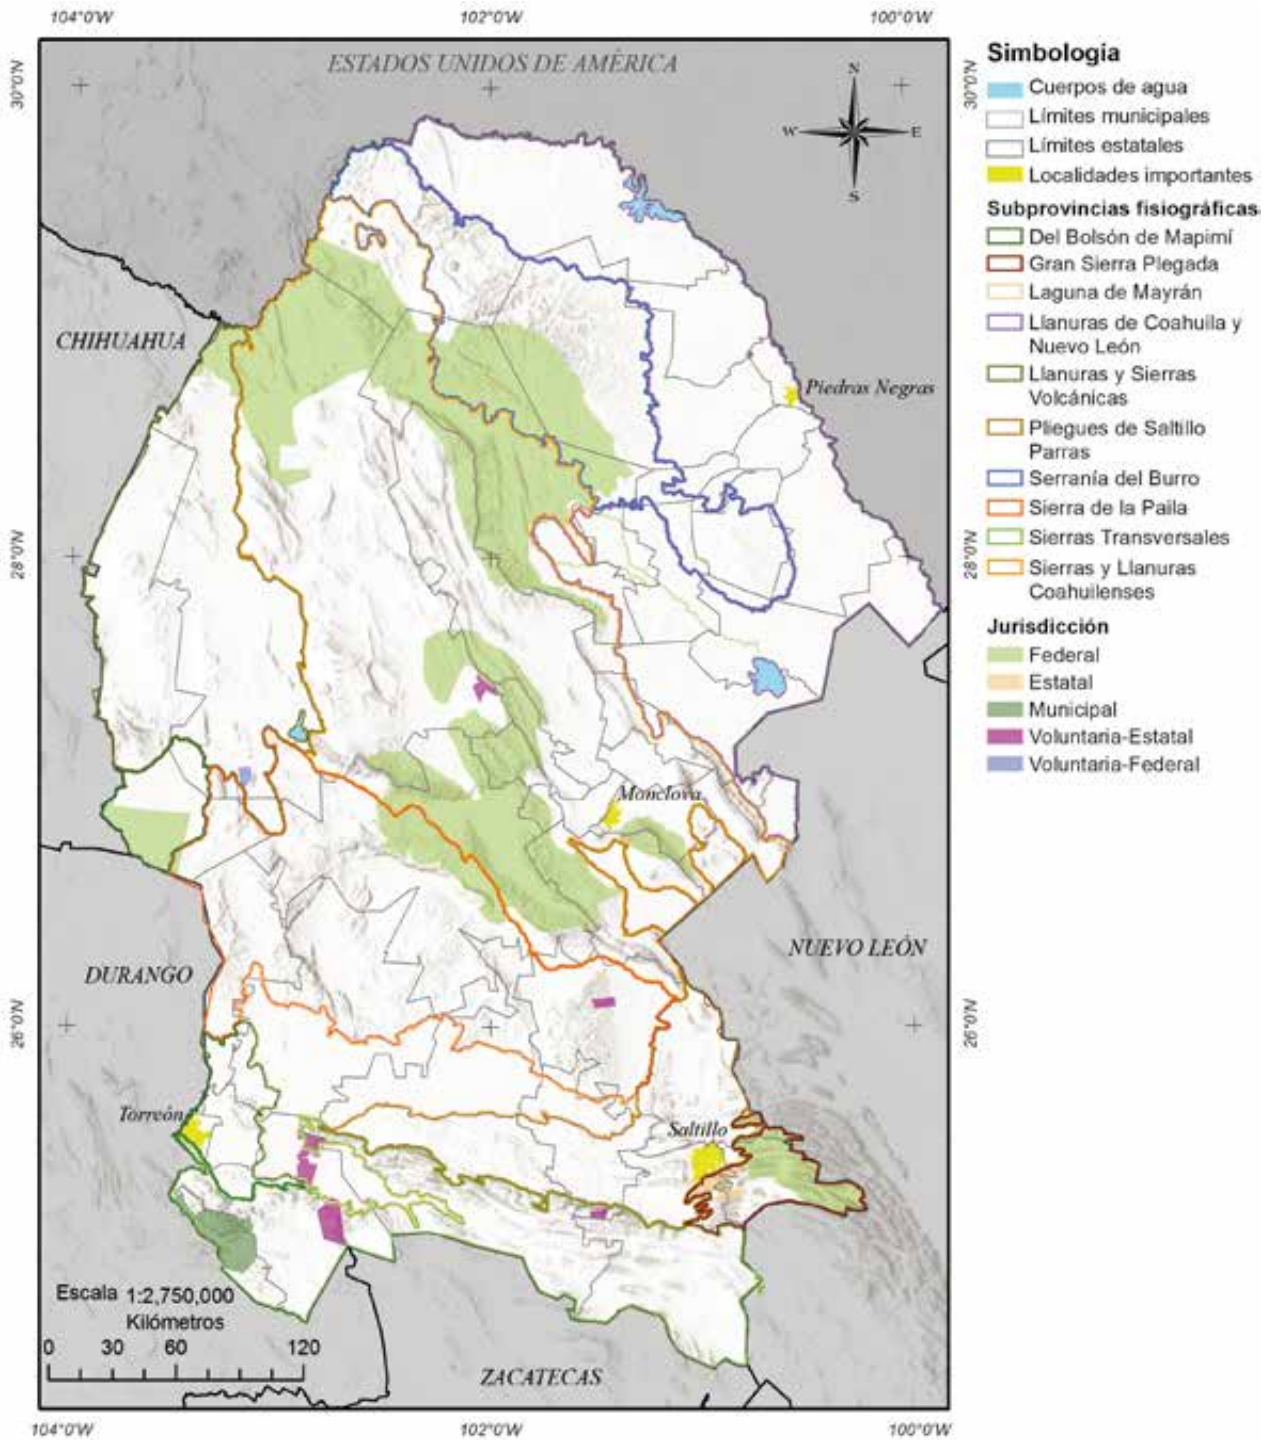 104°0'W 102°0'W 100°0'W
30°0'N
30°0'N
28°0'N
28°0'N
26°0'N
26°0'N
ESTADOS UNIDOS DE AMÉRICA
N
W E
S
CHIHUAHUA
Piedras Negras
Monclova
NUEVO LEÓN
DURANGO
Torreón
Saltillo
Escala 1:2,750,000
Kilómetros
0 30 60 120
ZACATECAS
104°0'W 102°0'W 100°0'W
Simbología
Cuerpos de agua
Límites municipales
Límites estatales
Localidades importantes
Subprovincias fisiográficas
Del Bolsón de Mapimí
Gran Sierra Plegada
Laguna de Mayrán
Llanuras de Coahuila y
Nuevo León
Llanuras y Sierras
Volcánicas
Pliegues de Saltillo
Parras
Serranía del Burro
Sierra de la Paila
Sierras Transversales
Sierras y Llanuras
Coahuilenses
Jurisdicción
Federal
Estatal
Municipal
Voluntaria-Estatal
Voluntaria-Federal